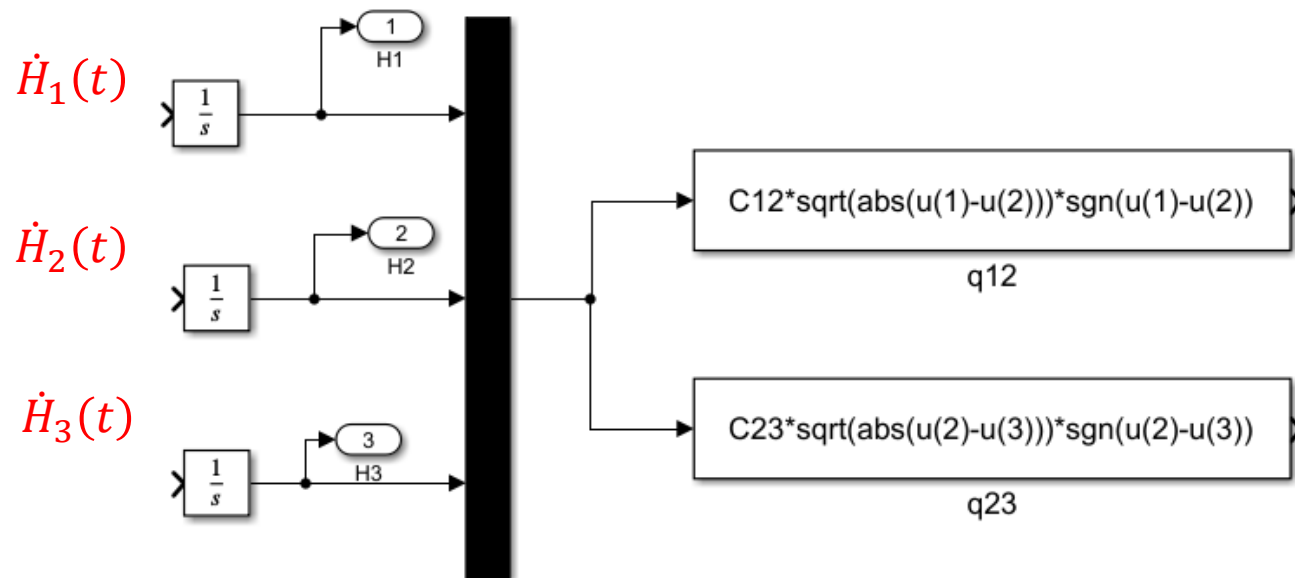 Ḣ₁(t)
1/s
1
H1
Ḣ₂(t)
1/s
2
H2
Ḣ₃(t)
1/s
3
H3
C12*sqrt(abs(u(1)-u(2)))*sgn(u(1)-u(2))
q12
C23*sqrt(abs(u(2)-u(3)))*sgn(u(2)-u(3))
q23